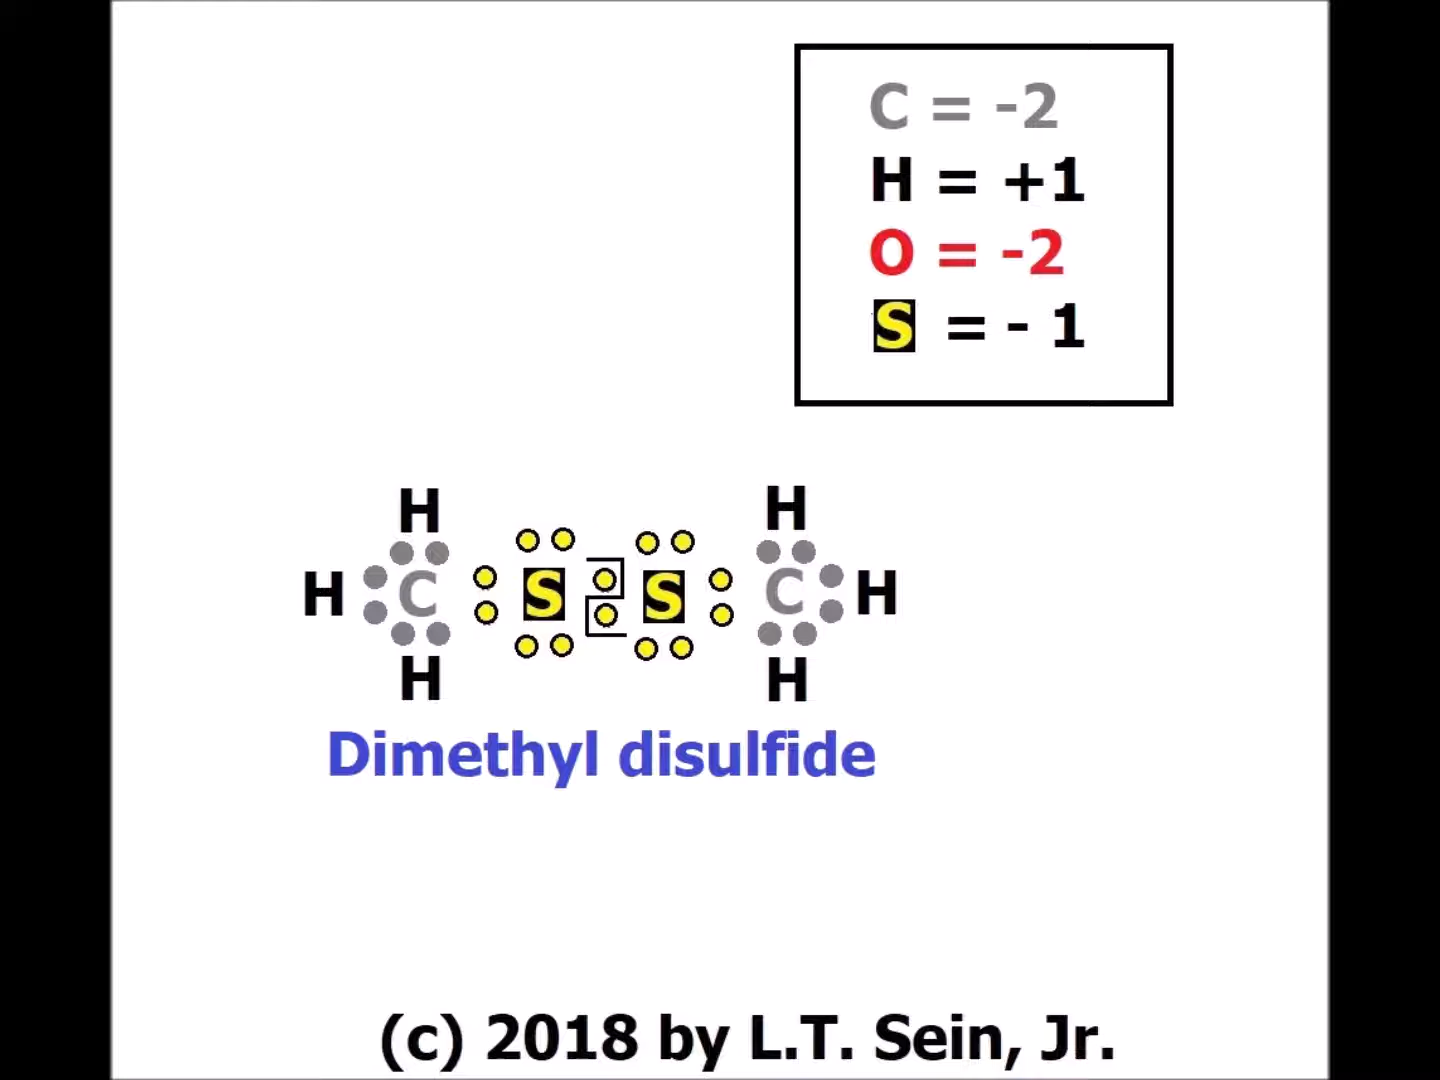 C = -2
H = +1
O = -2
S = - 1
H H
H C S S C H
H H
Dimethyl disulfide
(c) 2018 by L.T. Sein, Jr.